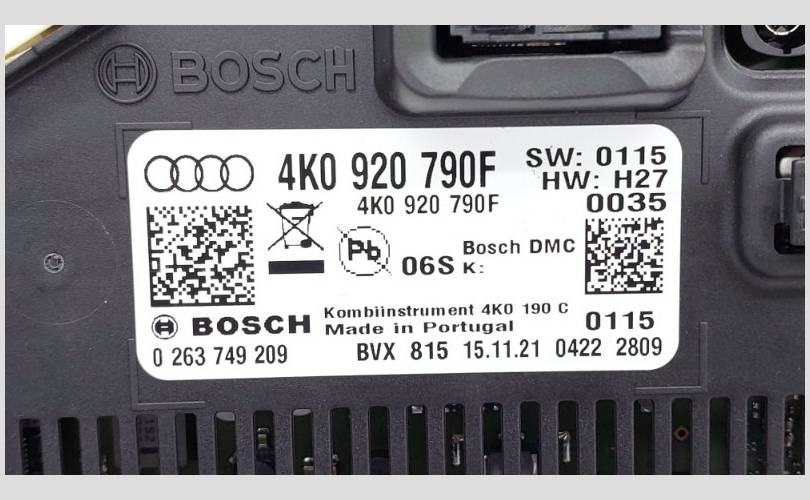 BOSCH
4K0 920 790F
SW: 0115
HW: H27
4K0 920 790F
0035
Pb
06S
Bosch DMC
K:
BOSCH
Kombiinstrument 4K0 190 C
Made in Portugal
0115
0 263 749 209
BVX 815 15.11.21 0422 2809